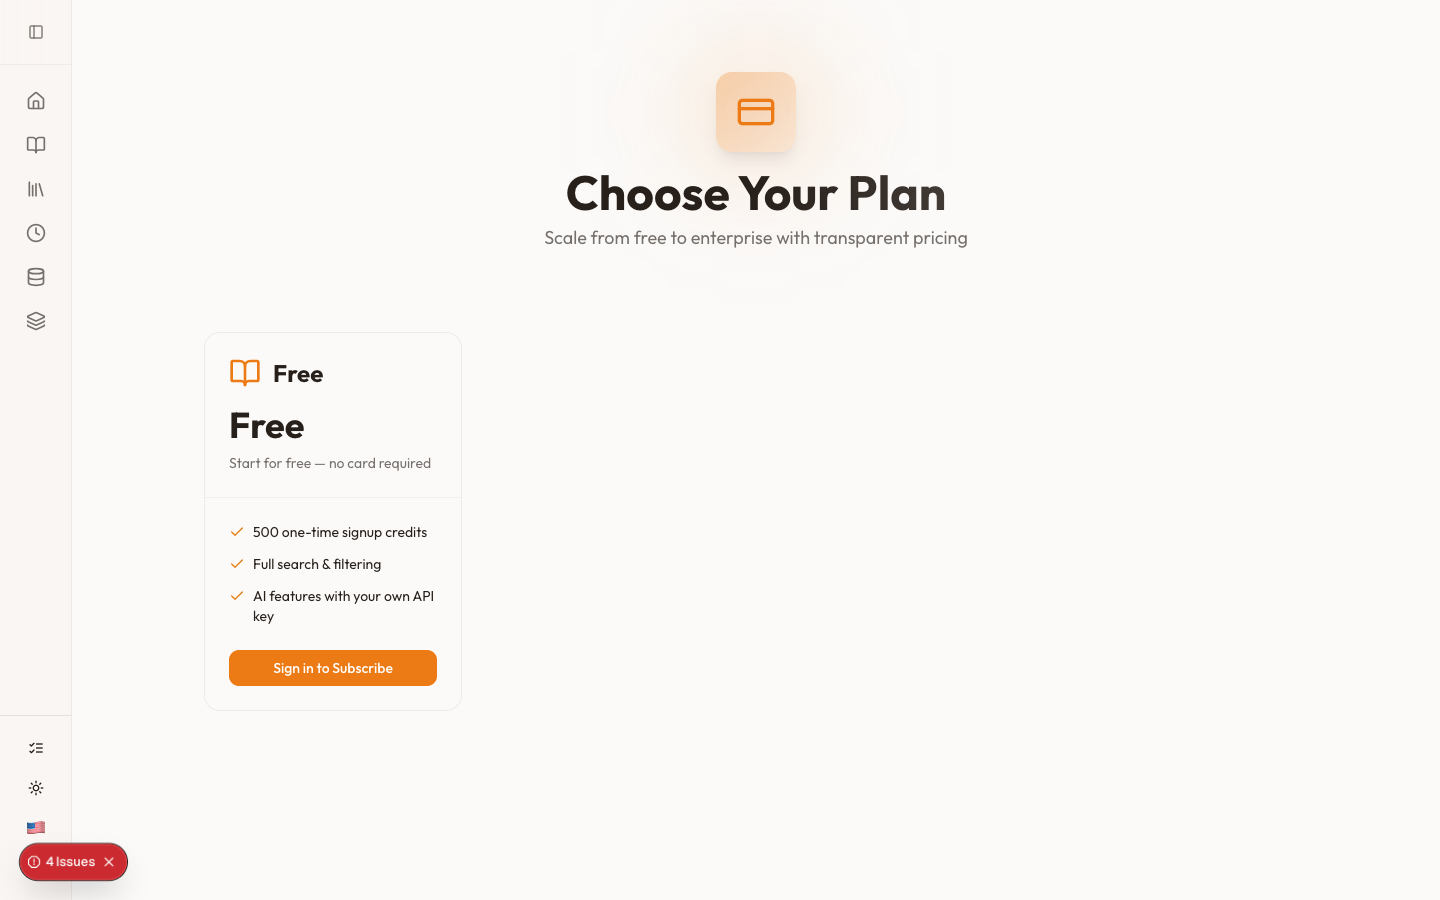 Choose Your Plan
Scale from free to enterprise with transparent pricing
Free
Free
Start for free — no card required
500 one-time signup credits
Full search & filtering
AI features with your own API
key
Sign in to Subscribe
4 Issues